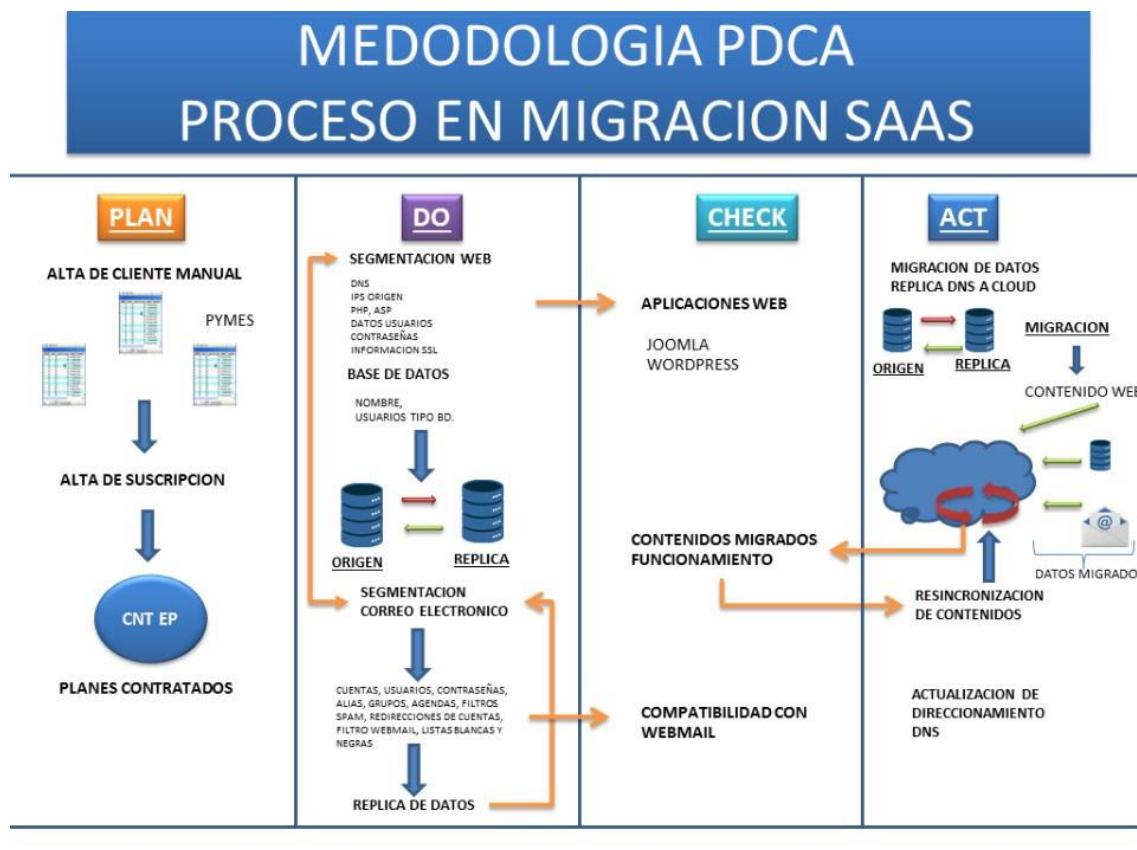 MEDODOLOGIA PDCA
PROCESO EN MIGRACION SAAS
PLAN
ALTA DE CLIENTE MANUAL
PYMES
ALTA DE SUSCRIPCION
CNT EP
PLANES CONTRATADOS
DO
SEGMENTACION WEB
DNS
IPS ORIGEN
PHP, ASP
DATOS USUARIOS
CONTRASEÑAS
INFORMACION SSL
BASE DE DATOS
NOMBRE,
USUARIOS TIPO BD.
ORIGEN
REPLICA
SEGMENTACION
CORREO ELECTRONICO
CUENTAS, USUARIOS, CONTRASEÑAS,
ALIAS, GRUPOS, AGENDAS, FILTROS
SPAM, REDIRECCIONES DE CUENTAS,
FILTRO WEBMAIL, LISTAS BLANCAS Y
NEGRAS
REPLICA DE DATOS
CHECK
APLICACIONES WEB
JOOMLA
WORDPRESS
CONTENIDOS MIGRADOS
FUNCIONAMIENTO
COMPATIBILIDAD CON
WEBMAIL
ACT
MIGRACION DE DATOS
REPLICA DNS A CLOUD
ORIGEN
REPLICA
MIGRACION
CONTENIDO WEB
@
DATOS MIGRADO
RESINCRONIZACION
DE CONTENIDOS
ACTUALIZACION DE
DIRECCIONAMIENTO
DNS